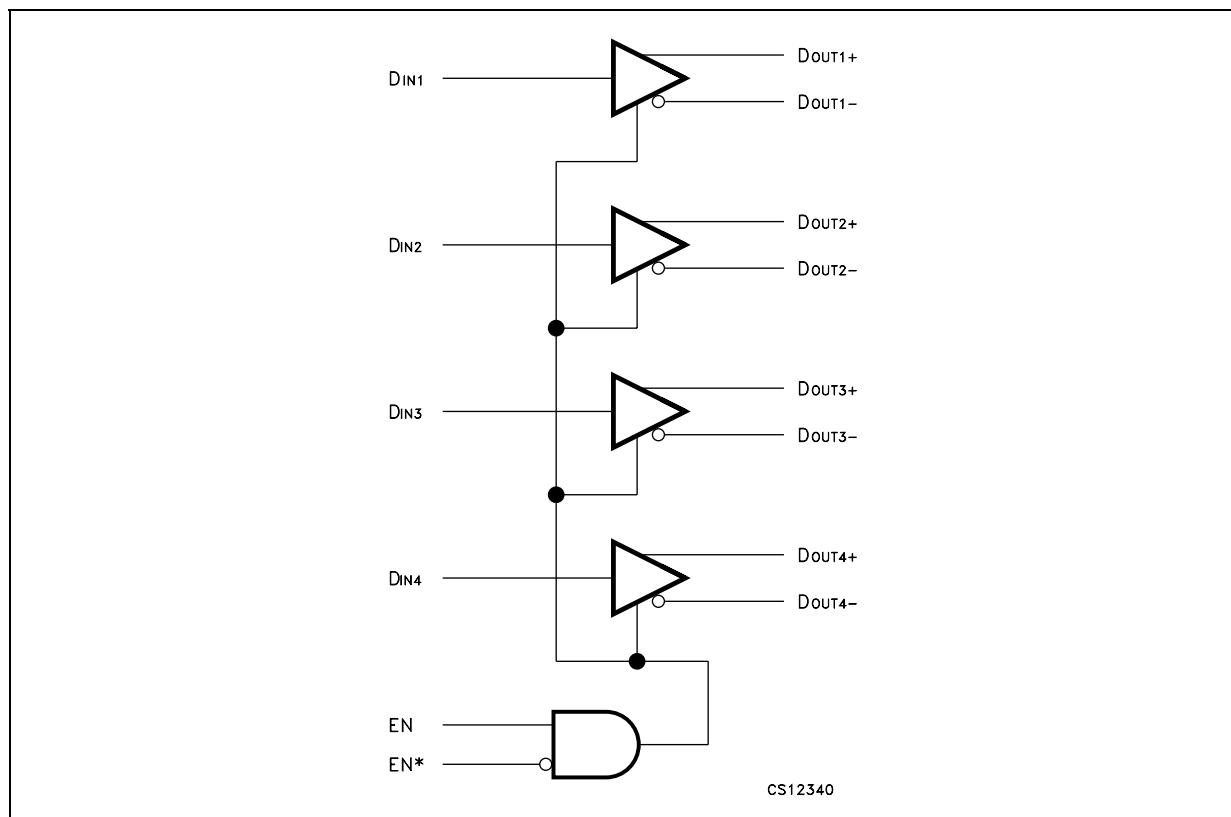 DOUT1+
DIN1
DOUT1-
DOUT2+
DIN2
DOUT2-
DOUT3+
DIN3
DOUT3-
DOUT4+
DIN4
DOUT4-
EN
EN*
CS12340